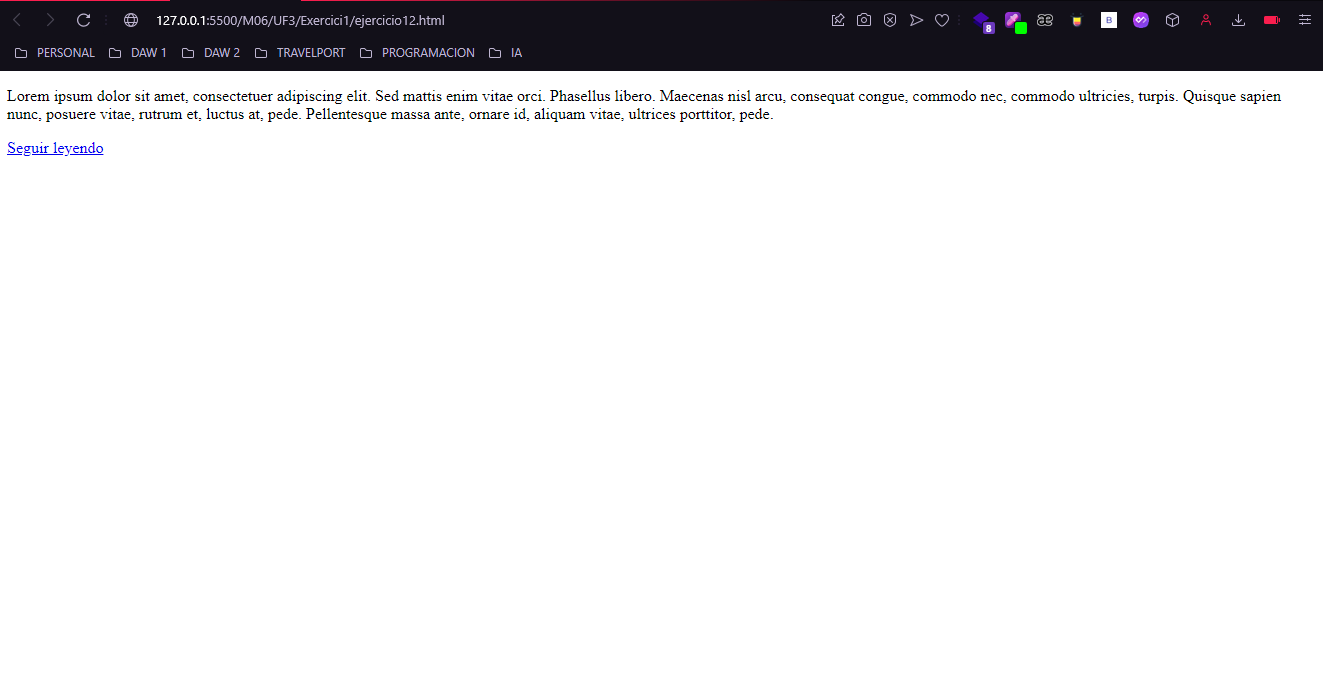 127.0.0.1:5500/M06/UF3/Exercici1/ejercicio12.html
8
B
PERSONAL DAW 1 DAW 2 TRAVELPORT PROGRAMACION IA
Lorem ipsum dolor sit amet, consectetuer adipiscing elit. Sed mattis enim vitae orci. Phasellus libero. Maecenas nisl arcu, consequat congue, commodo nec, commodo ultricies, turpis. Quisque sapien
nunc, posuere vitae, rutrum et, luctus at, pede. Pellentesque massa ante, ornare id, aliquam vitae, ultrices porttitor, pede.
Seguir leyendo